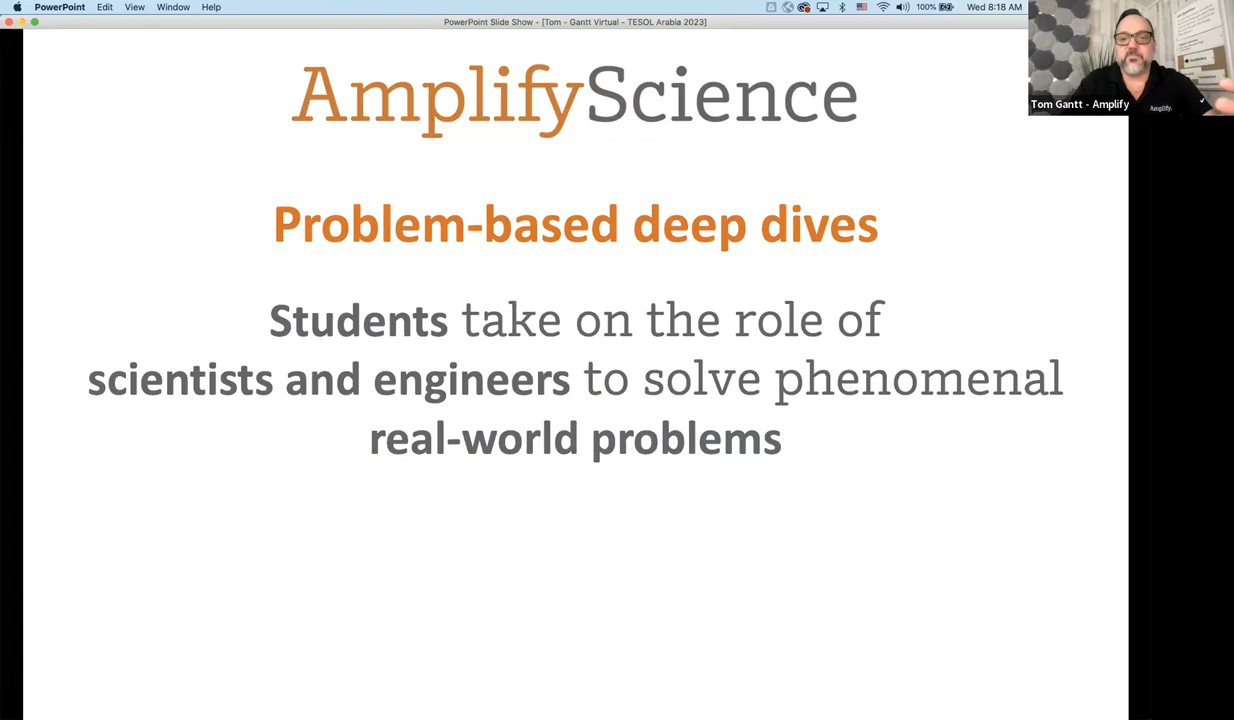 PowerPoint Edit View Window Help 100% Wed 8:18 AM
PowerPoint Slide Show - [Tom - Gantt Virtual - TESOL Arabia 2023]
AmplifyScience
Problem-based deep dives
Students take on the role of
scientists and engineers to solve phenomenal
real-world problems
Amplify.
Tom Gantt - Amplify